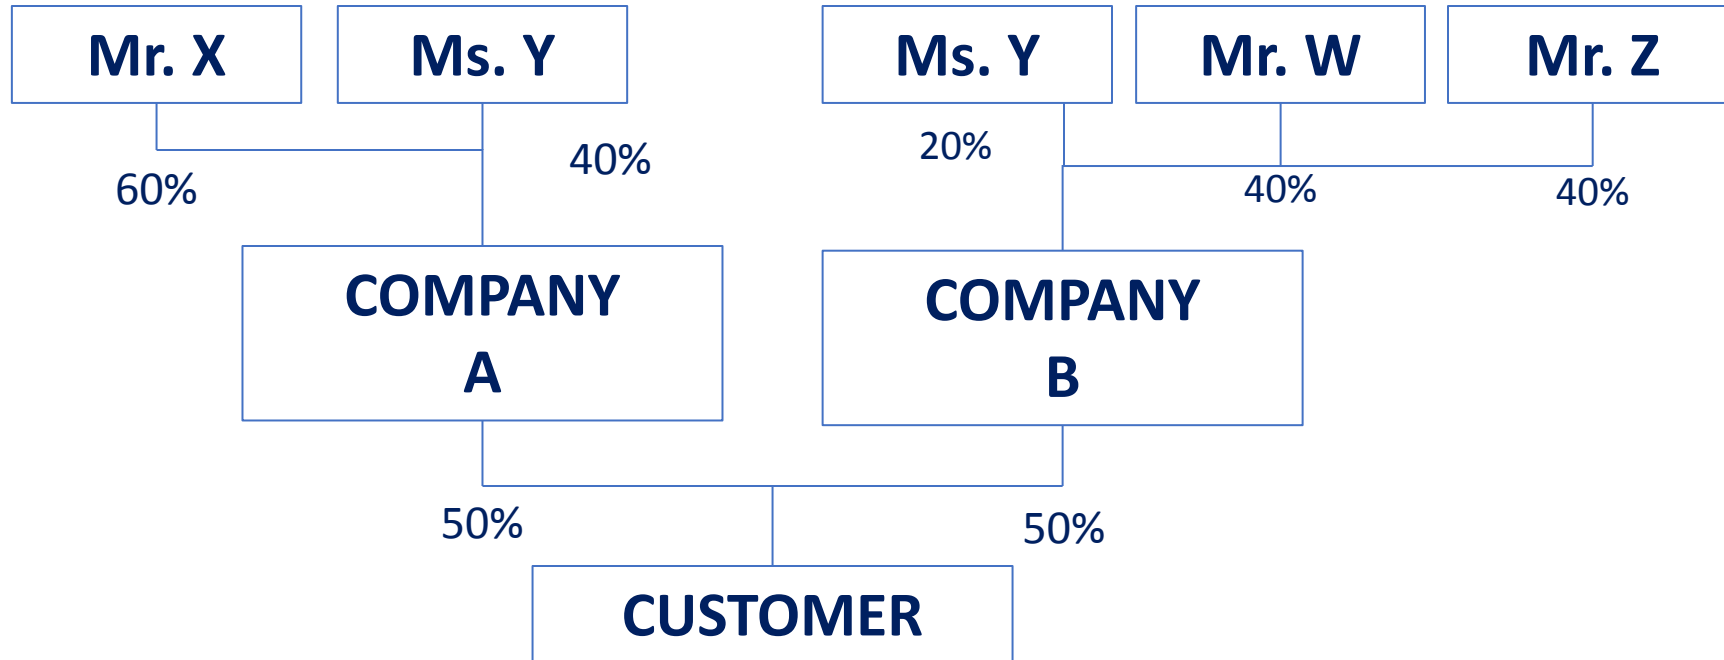 Mr. X
Ms. Y
Ms. Y
Mr. W
Mr. Z
60%
40%
20%
40%
40%
COMPANY
A
COMPANY
B
50%
50%
CUSTOMER